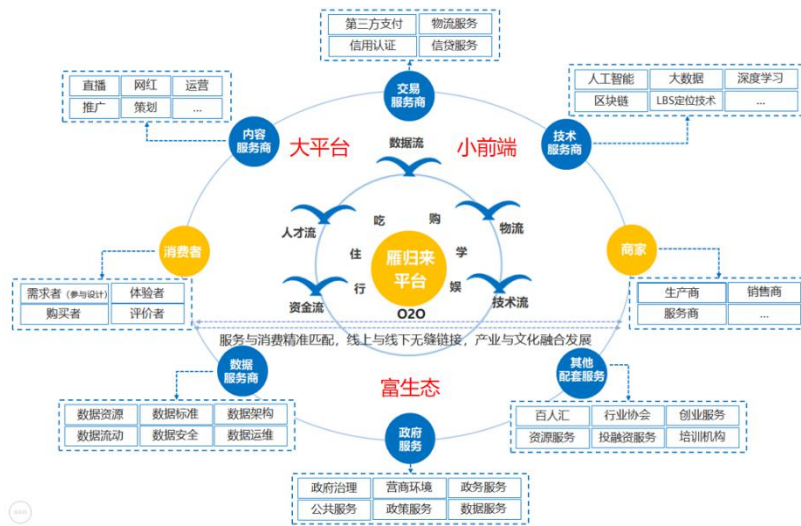 第三方支付 物流服务
信用认证 信贷服务
直播 网红 运营
推广 策划 ...
人工智能 大数据 深度学习
区块链 LBS定位技术 ...
交易
服务商
内容
服务商
技术
服务商
大平台
小前端
数据流
人才流
物流
资金流
技术流
吃
购
住
学
行
娱
雁归来
平台
O2O
消费者
商家
需求者(参与设计) 体验者
购买者 评价者
生产商 销售商
服务商 ...
服务与消费精准匹配，线上与线下无缝链接，产业与文化融合发展
数据
服务商
其他
配套服务
富生态
数据资源 数据标准 数据架构
数据流动 数据安全 数据运维
百人汇 行业协会 创业服务
资源服务 投融资服务 培训机构
政府
服务
政府治理 营商环境 政务服务
公共服务 政策服务 数据服务